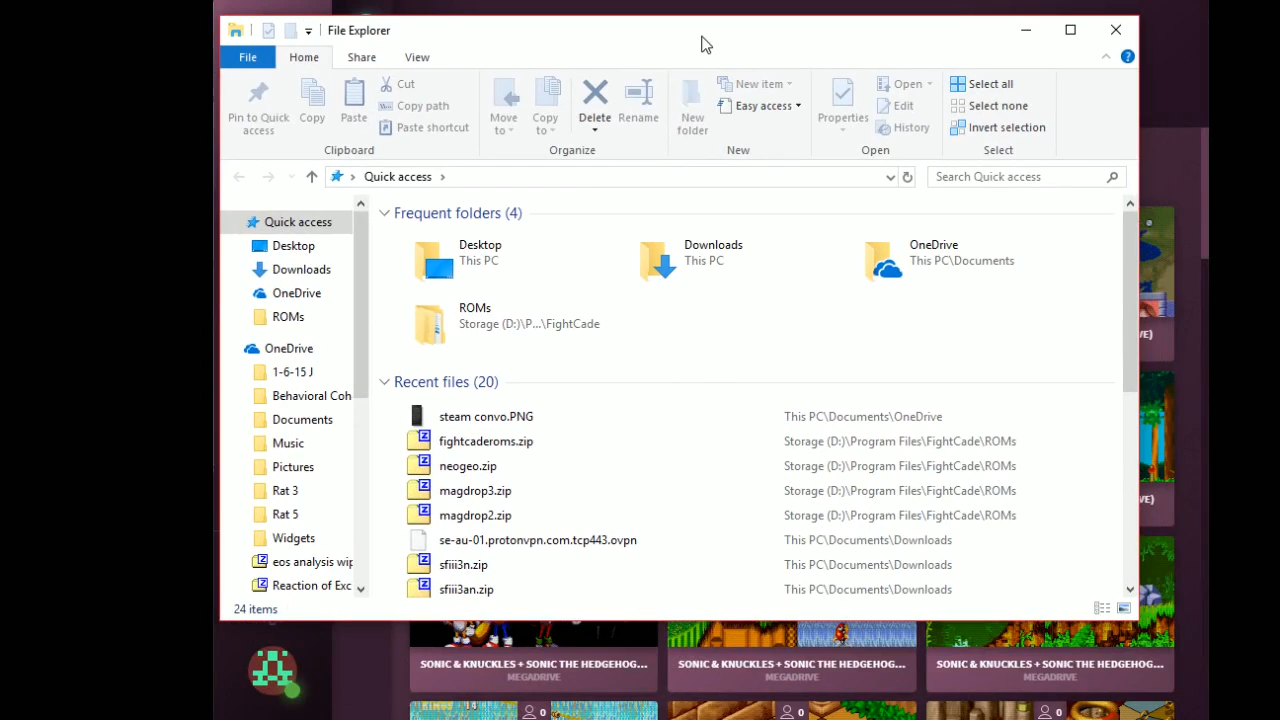 File Explorer
File Home Share View
Pin to Quick access
Copy
Paste
Cut
Copy path
Paste shortcut
Clipboard
Move to
Copy to
Delete
Rename
Organize
New folder
New item
Easy access
New
Properties
Open
Edit
History
Open
Select all
Select none
Invert selection
Select
Quick access
Search Quick access
Quick access
Desktop
Downloads
OneDrive
ROMs
OneDrive
1-6-15 J
Behavioral Coh
Documents
Music
Pictures
Rat 3
Rat 5
Widgets
eos analysis wip
Reaction of Exc
Frequent folders (4)
Desktop
This PC
Downloads
This PC
OneDrive
This PC\Documents
ROMs
Storage (D:)\P...\FightCade
Recent files (20)
steam convo.PNG This PC\Documents\OneDrive
fightcaderoms.zip Storage (D:)\Program Files\FightCade\ROMs
neogeo.zip Storage (D:)\Program Files\FightCade\ROMs
magdrop3.zip Storage (D:)\Program Files\FightCade\ROMs
magdrop2.zip Storage (D:)\Program Files\FightCade\ROMs
se-au-01.protonvpn.com.tcp443.ovpn This PC\Documents\Downloads
sfiii3n.zip This PC\Documents\Downloads
sfiii3an.zip This PC\Documents\Downloads
24 items
SONIC & KNUCKLES + SONIC THE HEDGEHOG...
MEGADRIVE
SONIC & KNUCKLES + SONIC THE HEDGEHOG...
MEGADRIVE
SONIC & KNUCKLES + SONIC THE HEDGEHOG...
MEGADRIVE
0
0
0